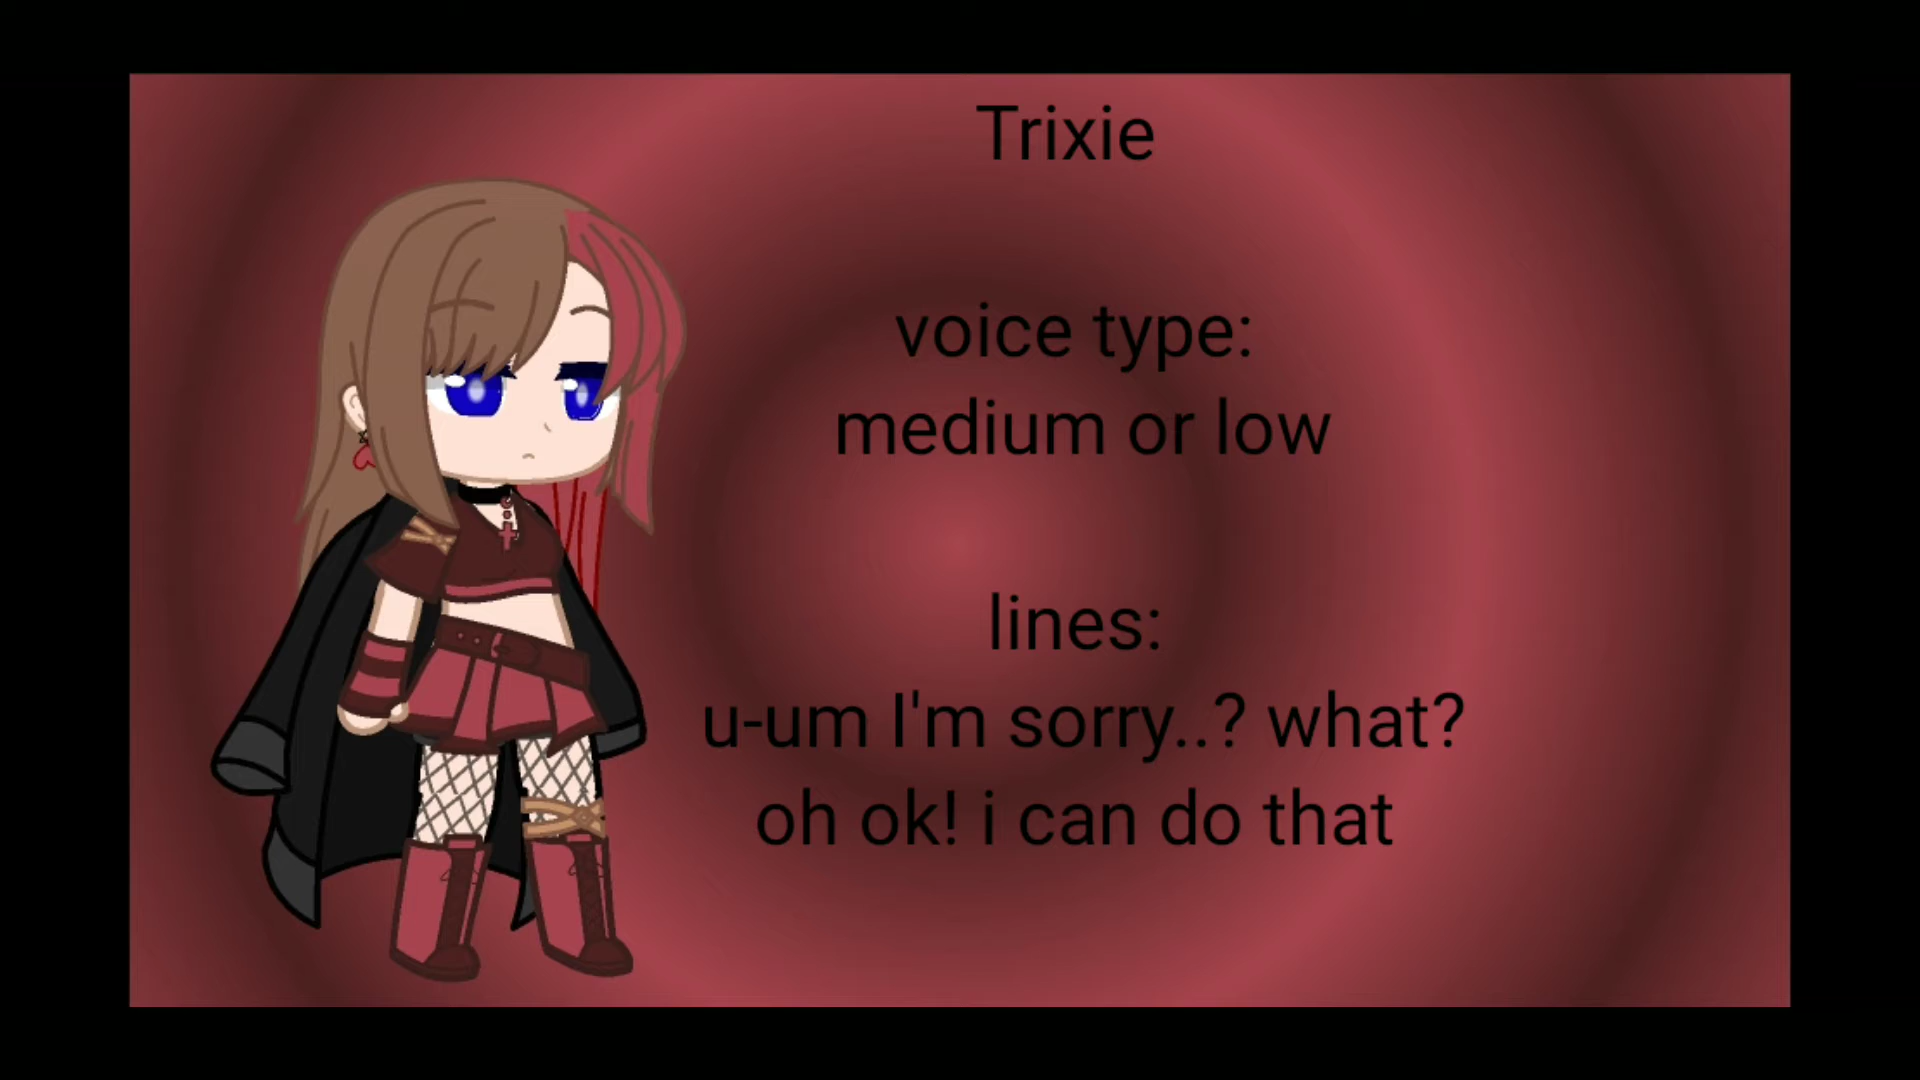 Trixie
voice type:
medium or low
lines:
u-um I'm sorry..? what?
oh ok! i can do that